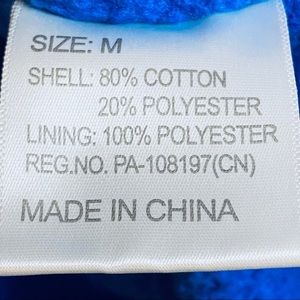 SIZE: M
SHELL: 80% COTTON
20% POLYESTER
LINING: 100% POLYESTER
REG.NO. PA-108197(CN)
MADE IN CHINA